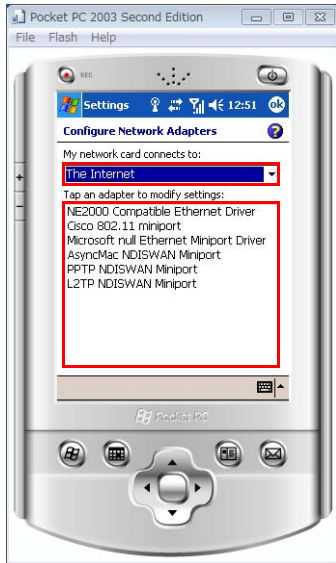 Pocket PC 2003 Second Edition
File Flash Help
REC
Settings 12:51 ok
Configure Network Adapters ?
My network card connects to:
The Internet
Tap an adapter to modify settings:
NE2000 Compatible Ethernet Driver
Cisco 802.11 miniport
Microsoft null Ethernet Miniport Driver
AsyncMac NDISWAN Miniport
PPTP NDISWAN Miniport
L2TP NDISWAN Miniport
Pocket PC